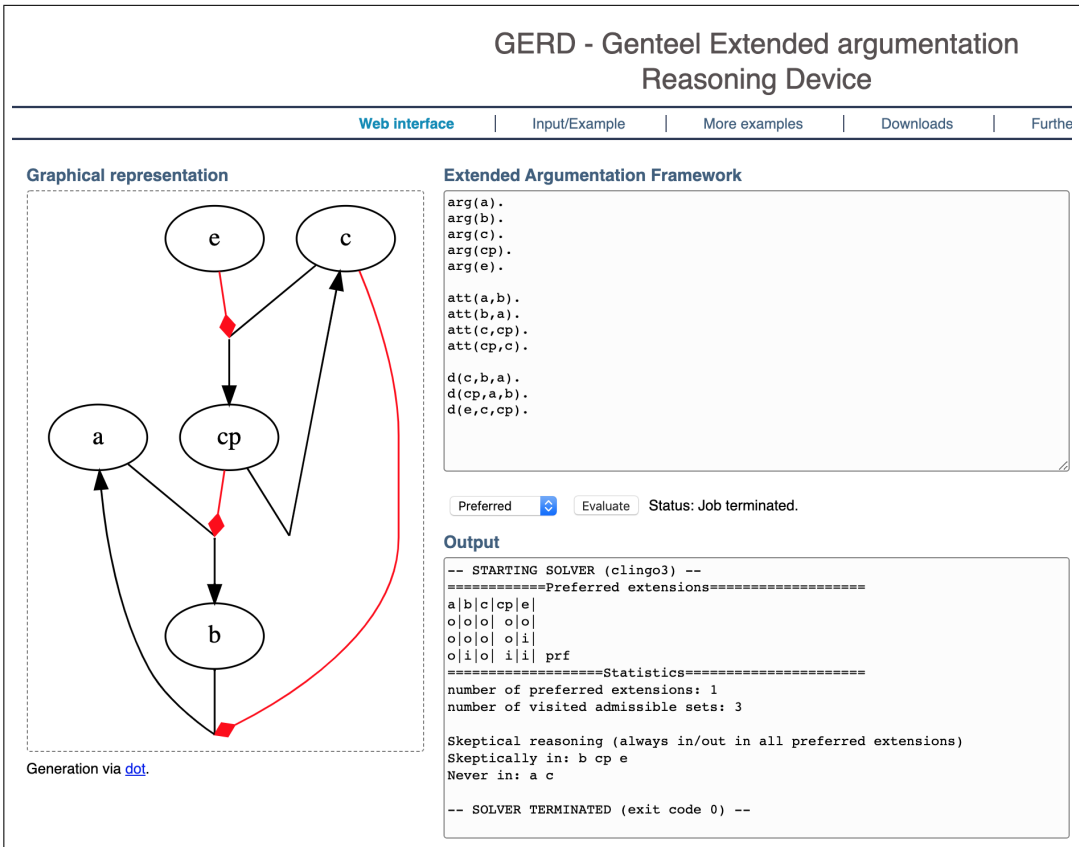 GERD - Genteel Extended argumentation
Reasoning Device
Web interface | Input/Example | More examples | Downloads | Furthe
Graphical representation
e
c
a
cp
b
Generation via dot.
Extended Argumentation Framework
arg(a).
arg(b).
arg(c).
arg(cp).
arg(e).
att(a,b).
att(b,a).
att(c,cp).
att(cp,c).
d(c,b,a).
d(cp,a,b).
d(e,c,cp).
Preferred Evaluate Status: Job terminated.
Output
-- STARTING SOLVER (clingo3) --
============Preferred extensions===================
a|b|c|cp|e|
o|o|o| o|o|
o|o|o| o|i|
o|i|o| i|i| prf
===================Statistics======================
number of preferred extensions: 1
number of visited admissible sets: 3
Skeptical reasoning (always in/out in all preferred extensions)
Skeptically in: b cp e
Never in: a c
-- SOLVER TERMINATED (exit code 0) --